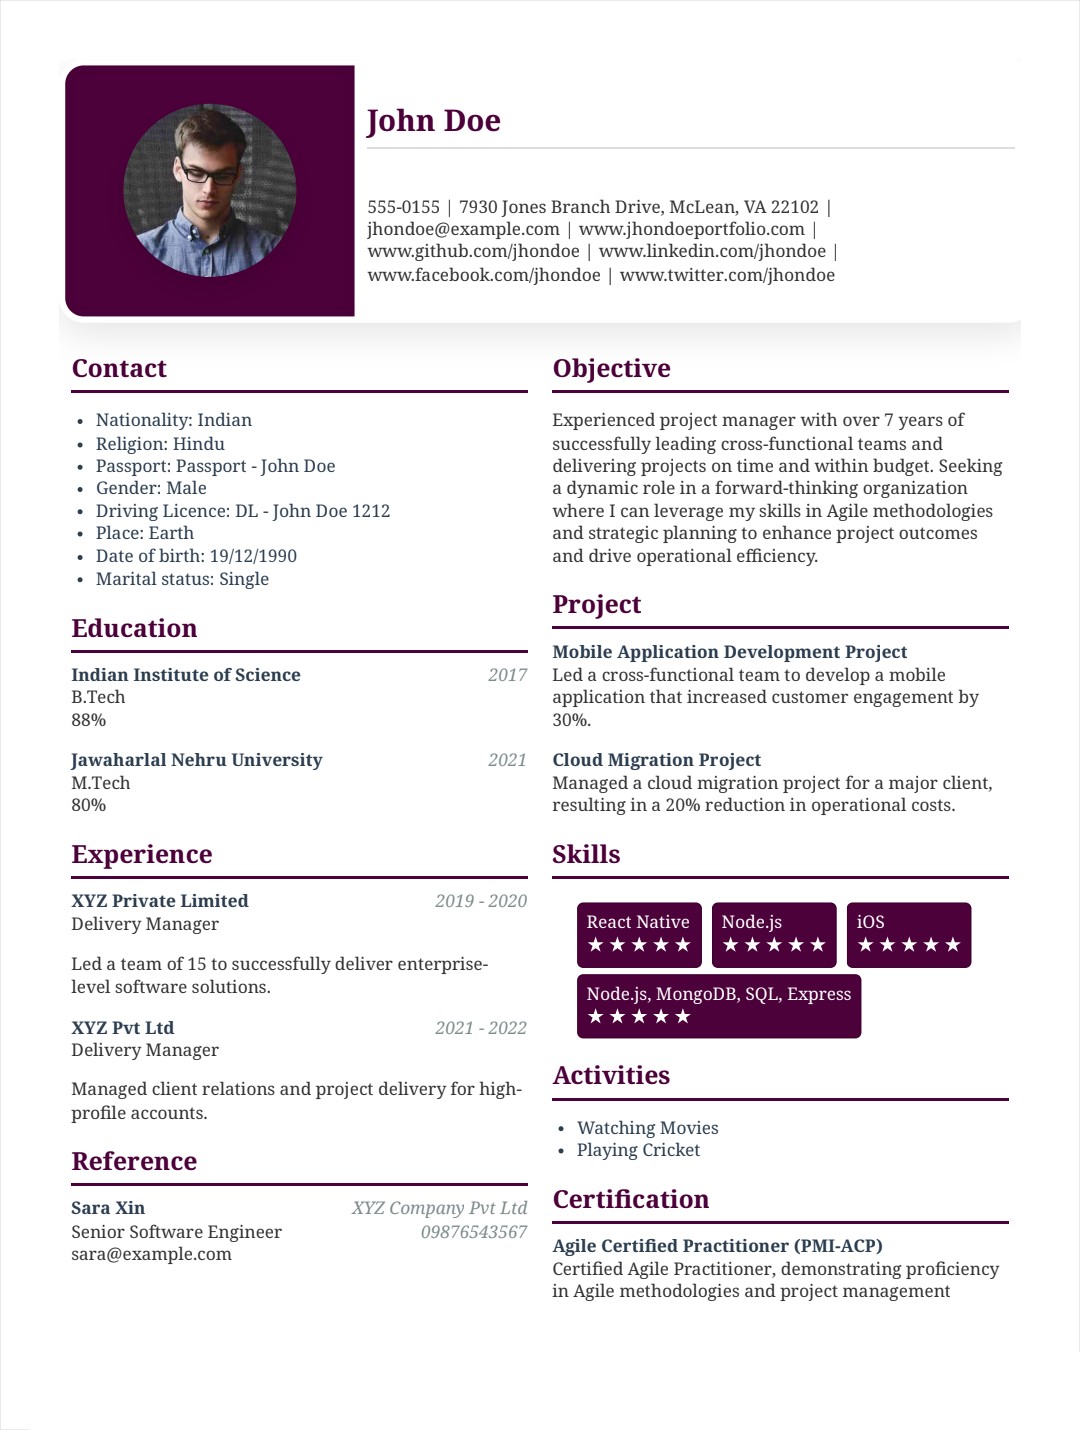 John Doe
555-0155 | 7930 Jones Branch Drive, McLean, VA 22102 |
jhondoe@example.com | www.jhondoeportfolio.com |
www.github.com/jhondoe | www.linkedin.com/jhondoe |
www.facebook.com/jhondoe | www.twitter.com/jhondoe
Contact
• Nationality: Indian
• Religion: Hindu
• Passport: Passport - John Doe
• Gender: Male
• Driving Licence: DL - John Doe 1212
• Place: Earth
• Date of birth: 19/12/1990
• Marital status: Single
Education
Indian Institute of Science 2017
B.Tech
88%
Jawaharlal Nehru University 2021
M.Tech
80%
Experience
XYZ Private Limited 2019 - 2020
Delivery Manager
Led a team of 15 to successfully deliver enterprise-
level software solutions.
XYZ Pvt Ltd 2021 - 2022
Delivery Manager
Managed client relations and project delivery for high-
profile accounts.
Reference
Sara Xin XYZ Company Pvt Ltd
Senior Software Engineer 09876543567
sara@example.com
Objective
Experienced project manager with over 7 years of
successfully leading cross-functional teams and
delivering projects on time and within budget. Seeking
a dynamic role in a forward-thinking organization
where I can leverage my skills in Agile methodologies
and strategic planning to enhance project outcomes
and drive operational efficiency.
Project
Mobile Application Development Project
Led a cross-functional team to develop a mobile
application that increased customer engagement by
30%.
Cloud Migration Project
Managed a cloud migration project for a major client,
resulting in a 20% reduction in operational costs.
Skills
React Native Node.js iOS
★★★★★ ★★★★★ ★★★★★
Node.js, MongoDB, SQL, Express
★★★★★
Activities
• Watching Movies
• Playing Cricket
Certification
Agile Certified Practitioner (PMI-ACP)
Certified Agile Practitioner, demonstrating proficiency
in Agile methodologies and project management